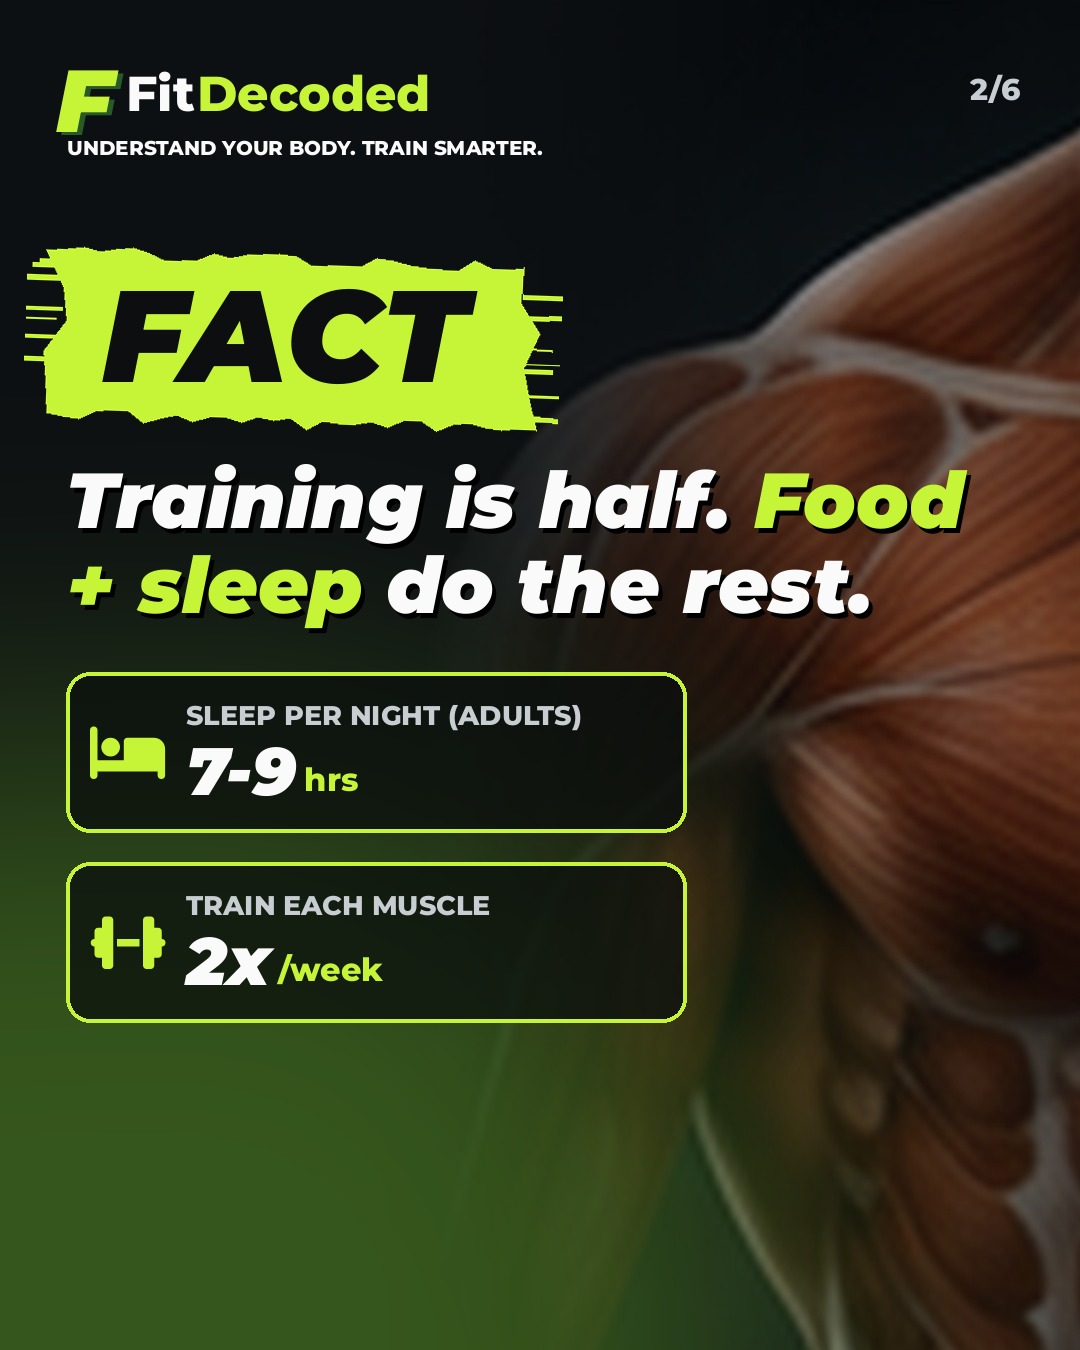 F FitDecoded
2/6
UNDERSTAND YOUR BODY. TRAIN SMARTER.
FACT
Training is half. Food
+ sleep do the rest.
SLEEP PER NIGHT (ADULTS)
7-9 hrs
TRAIN EACH MUSCLE
2x /week